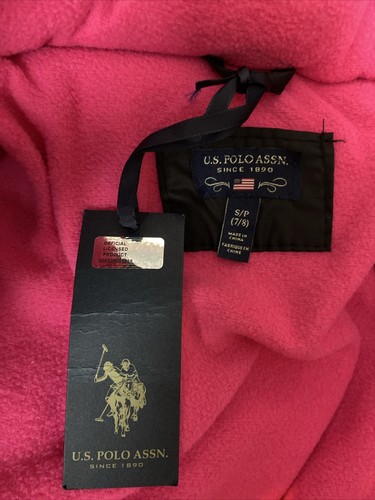 U.S. POLO ASSN.
SINCE 1890
S/P
(7/8)
MADE IN
CHINA
FABRIQUE EN
CHINE
OFFICIAL
LICENSED
PRODUCT
U.S. POLO ASSN.
SINCE 1890